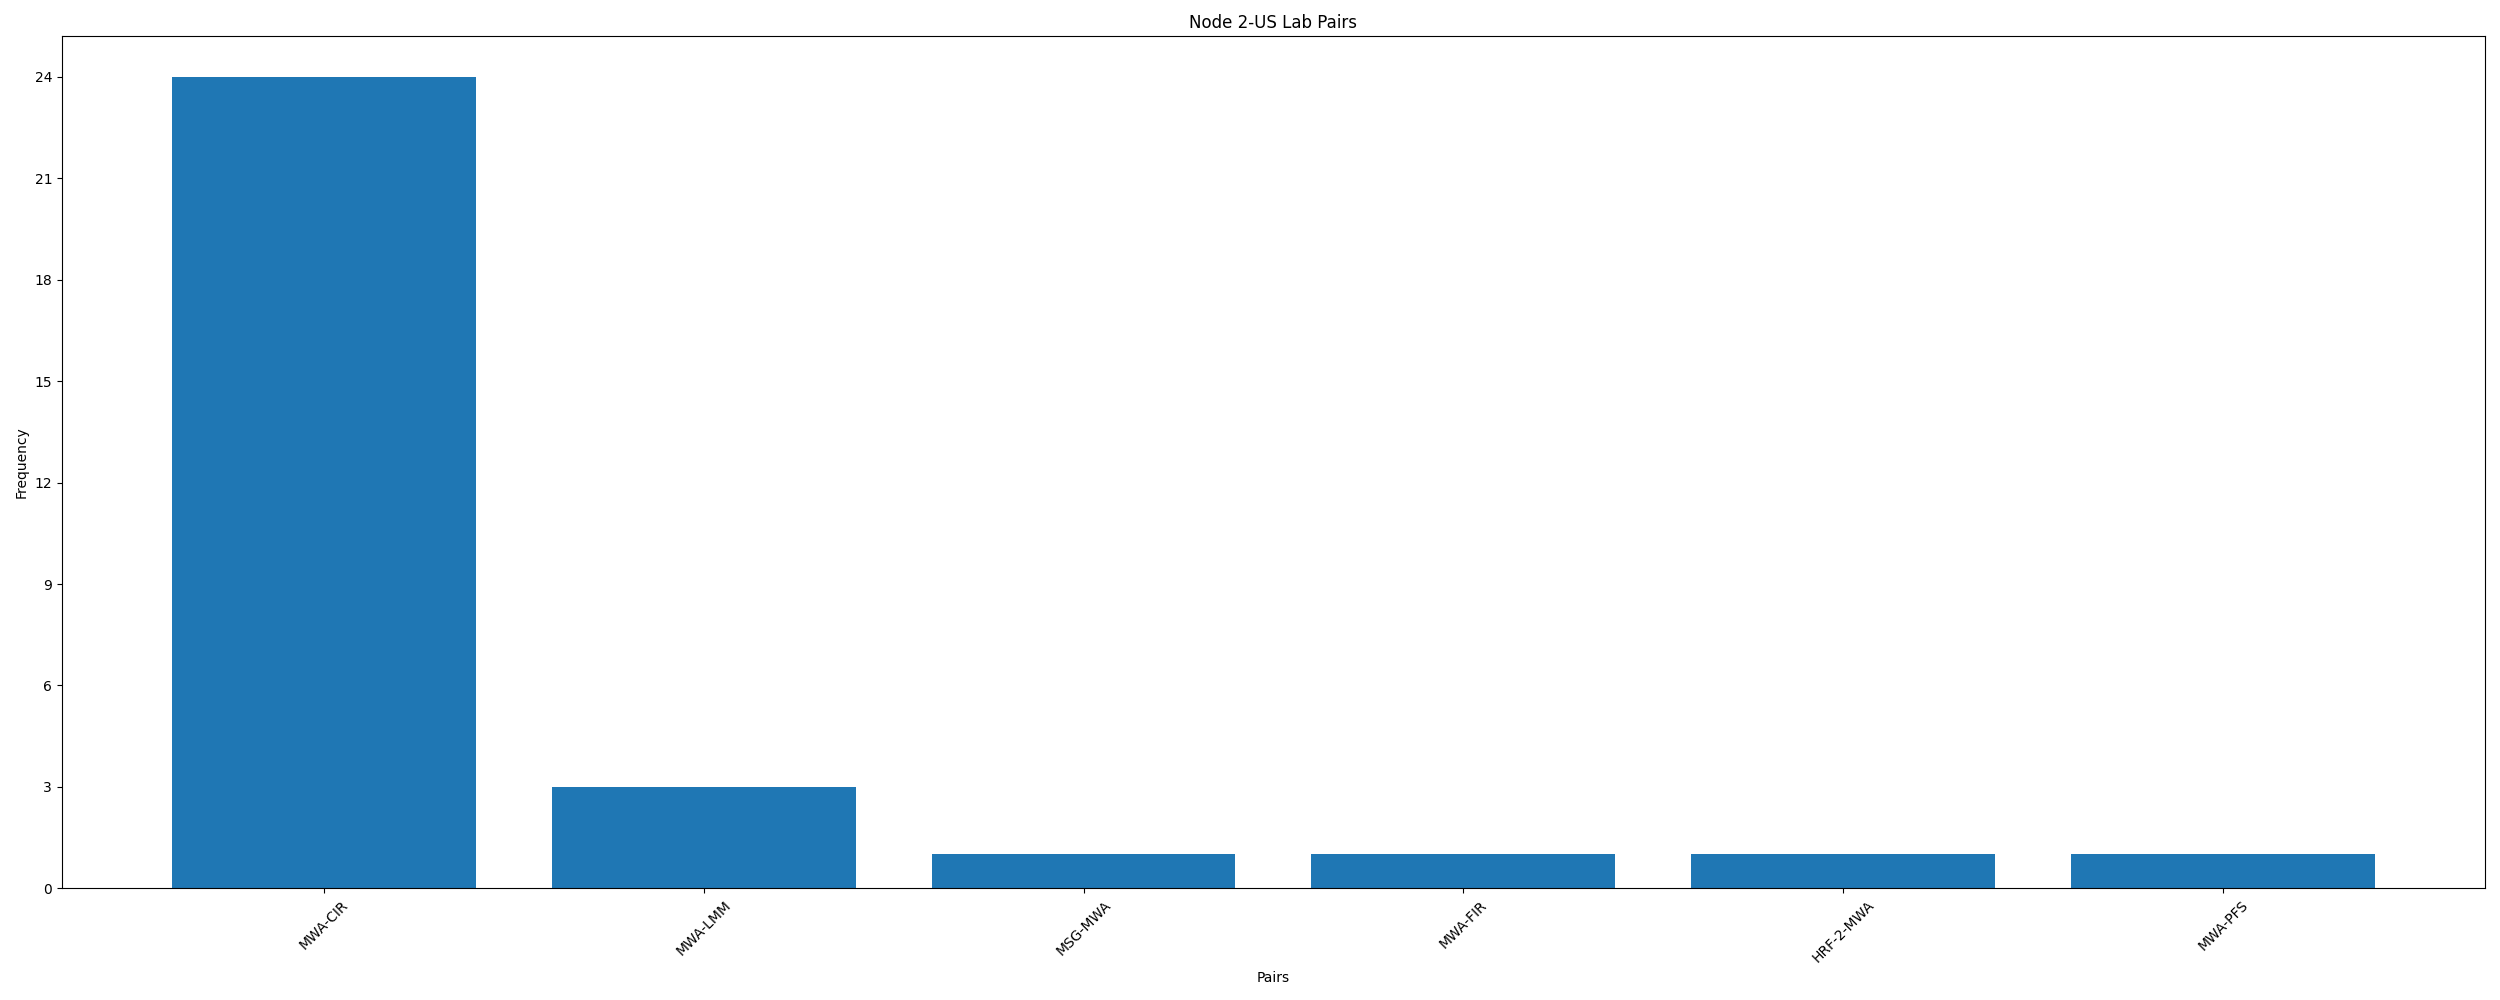 Node 2-US Lab Pairs
24
21
18
15
12
9
6
3
0
Frequency
MWA-CIR
MWA-LMM
MSG-MWA
MWA-FIR
HRF-2-MWA
MWA-PFS
Pairs